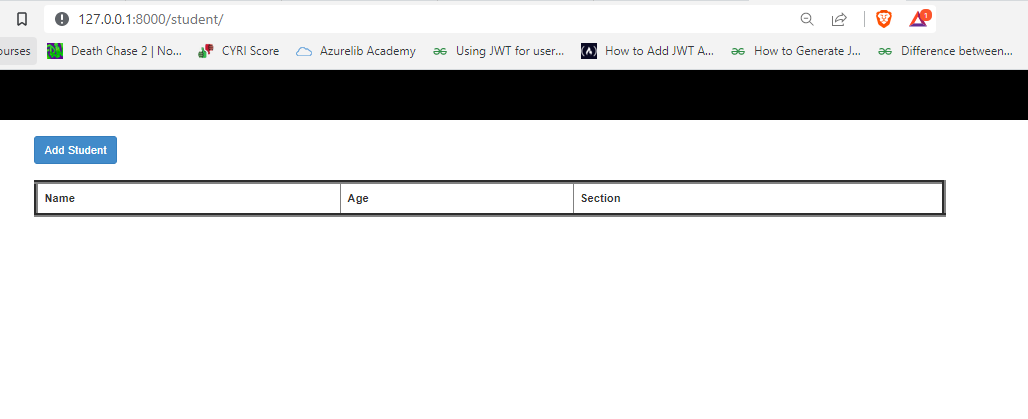 127.0.0.1:8000/student/ 1
ourses Death Chase 2 | No... CYRI Score Azurelib Academy Using JWT for user... How to Add JWT A... How to Generate J... Difference between...
Add Student
Name Age Section